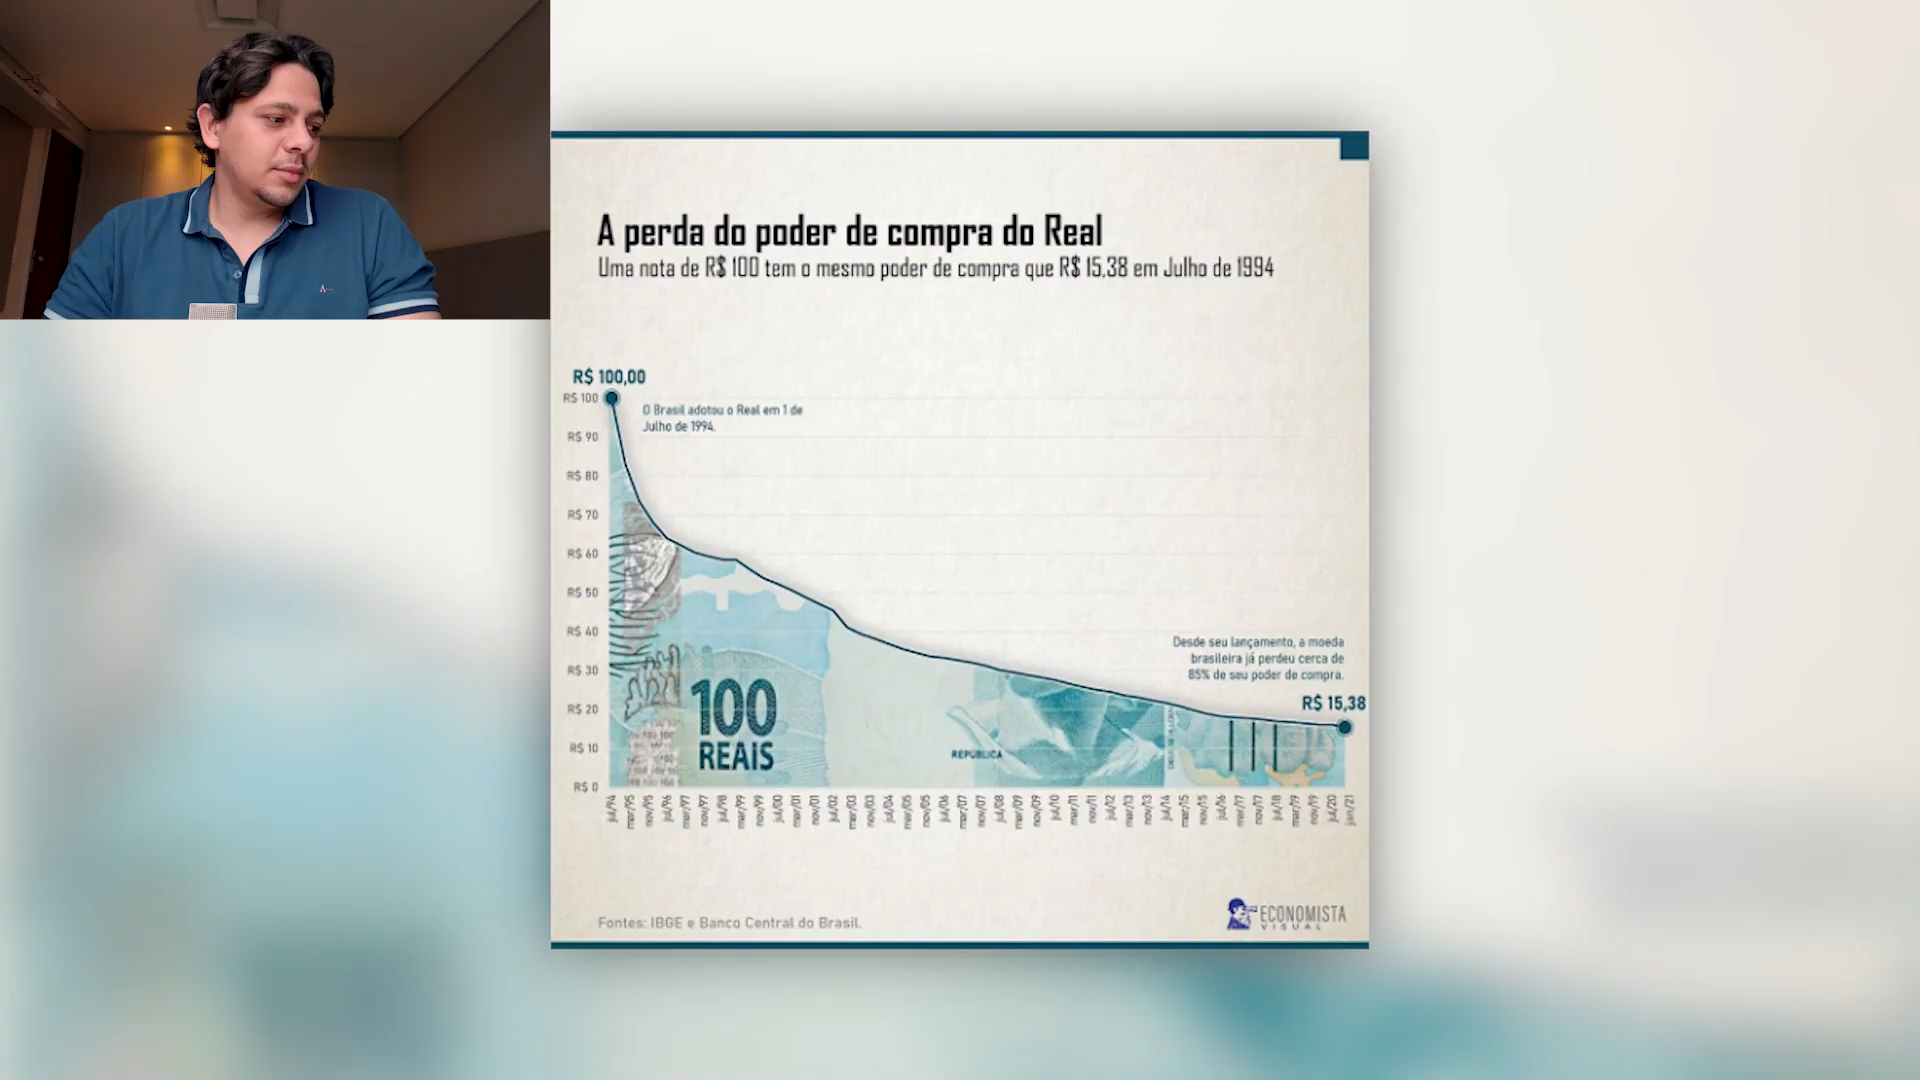 A perda do poder de compra do Real
Uma nota de R$ 100 tem o mesmo poder de compra que R$ 15,38 em Julho de 1994
R$ 100,00
R$ 100
O Brasil adotou o Real em 1 de
Julho de 1994.
R$ 90
R$ 80
R$ 70
R$ 60
R$ 50
R$ 40
R$ 30
R$ 20
R$ 10
R$ 0
Desde seu lançamento, a moeda
brasileira já perdeu cerca de
85% de seu poder de compra.
R$ 15,38
100
REAIS
REPÚBLICA
jul/94 mar/95 nov/95 jul/96 mar/97 nov/97 jul/98 mar/99 nov/99 jul/00 mar/01 nov/01 jul/02 mar/03 nov/03 jul/04 mar/05 nov/05 jul/06 mar/07 nov/07 jul/08 mar/09 nov/09 jul/10 mar/11 nov/11 jul/12 mar/13 nov/13 jul/14 mar/15 nov/15 jul/16 mar/17 nov/17 jul/18 mar/19 nov/19 jul/20 jan/21
Fontes: IBGE e Banco Central do Brasil.
ECONOMISTA
VISUAL